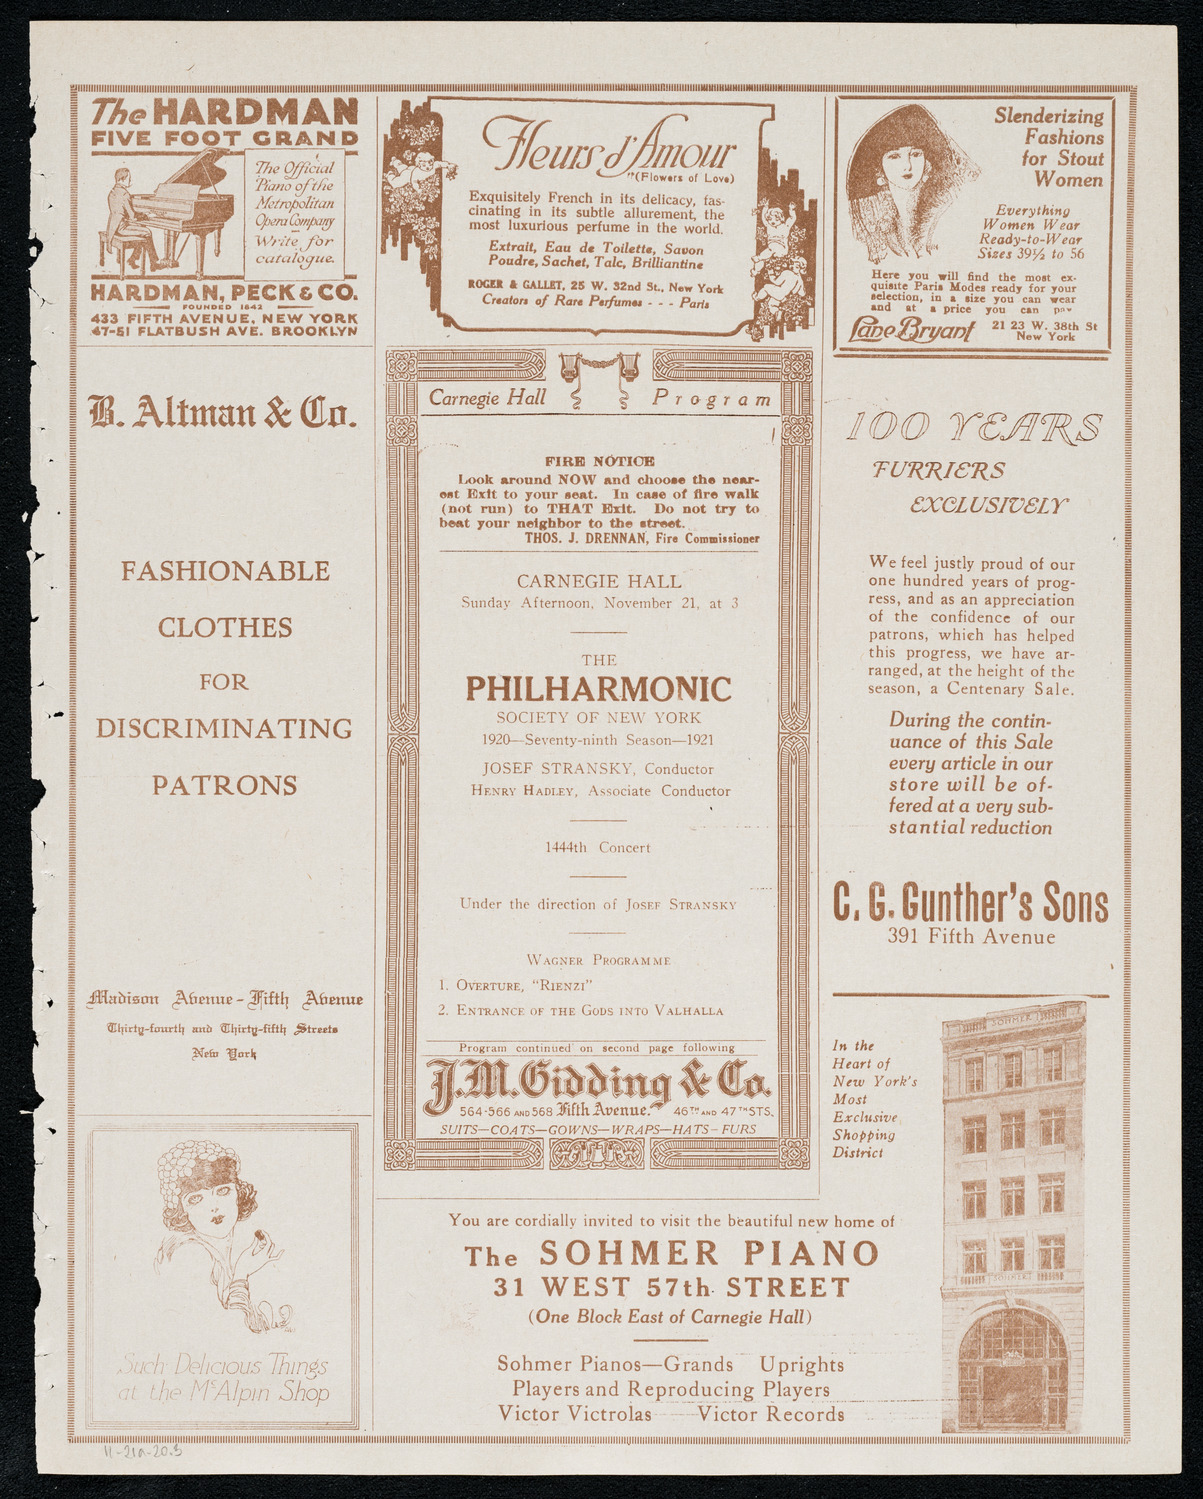 The HARDMAN
FIVE FOOT GRAND
The Official
Piano of the
Metropolitan
Opera Company
Write for
catalogue.
HARDMAN, PECK & CO.
FOUNDED 1842
433 FIFTH AVENUE, NEW YORK
47-51 FLATBUSH AVE. BROOKLYN
B. Altman & Co.
FASHIONABLE
CLOTHES
FOR
DISCRIMINATING
PATRONS
Madison Avenue - Fifth Avenue
Thirty-fourth and Thirty-fifth Streets
New York
Such Delicious Things
at the McAlpin Shop
Fleurs d'Amour
"(Flowers of Love)
Exquisitely French in its delicacy, fas-
cinating in its subtle allurement, the
most luxurious perfume in the world.
Extrait, Eau de Toilette, Savon
Poudre, Sachet, Talc, Brilliantine
ROGER & GALLET, 25 W. 32nd St., New York
Creators of Rare Perfumes - - - Paris
Carnegie Hall Program
FIRE NOTICE
Look around NOW and choose the near-
est Exit to your seat. In case of fire walk
(not run) to THAT Exit. Do not try to
beat your neighbor to the street.
THOS. J. DRENNAN, Fire Commissioner
CARNEGIE HALL
Sunday Afternoon, November 21, at 3
THE
PHILHARMONIC
SOCIETY OF NEW YORK
1920—Seventy-ninth Season—1921
JOSEF STRANSKY, Conductor
HENRY HADLEY, Associate Conductor
1444th Concert
Under the direction of JOSEF STRANSKY
WAGNER PROGRAMME
1. OVERTURE, "RIENZI"
2. ENTRANCE OF THE GODS INTO VALHALLA
Program continued on second page following
J.M. Gidding & Co.
564-566 AND 568 Fifth Avenue. 46TH AND 47TH STS.
SUITS—COATS—GOWNS—WRAPS—HATS-FURS
Slenderizing
Fashions
for Stout
Women
Everything
Women Wear
Ready-to-Wear
Sizes 39½ to 56
Here you will find the most ex-
quisite Paris Modes ready for your
selection, in a size you can wear
and at a price you can pay
Lane Bryant 21 23 W. 38th St
New York
100 YEARS
FURRIERS
EXCLUSIVELY
We feel justly proud of our
one hundred years of prog-
ress, and as an appreciation
of the confidence of our
patrons, which has helped
this progress, we have ar-
ranged, at the height of the
season, a Centenary Sale.
During the contin-
uance of this Sale
every article in our
store will be of-
fered at a very sub-
stantial reduction
C. G. Gunther's Sons
391 Fifth Avenue
In the
Heart of
New York's
Most
Exclusive
Shopping
District
SOHMER
SOHMER
You are cordially invited to visit the beautiful new home of
The SOHMER PIANO
31 WEST 57th STREET
(One Block East of Carnegie Hall)
Sohmer Pianos—Grands Uprights
Players and Reproducing Players
Victor Victrolas—Victor Records
11-21a-20.3